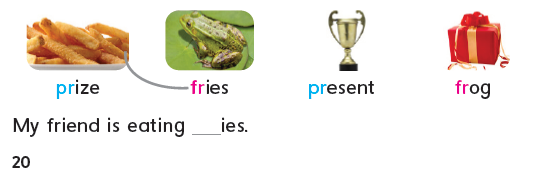 prize fries present frog
My friend is eating ___ies.
20